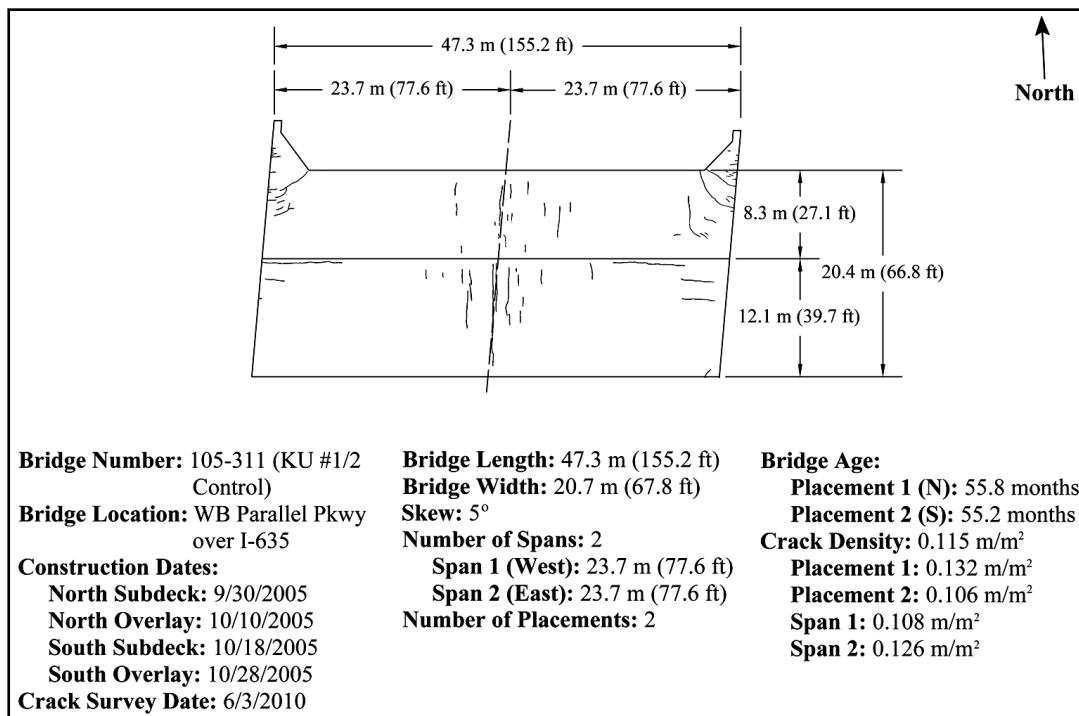 47.3 m (155.2 ft)
23.7 m (77.6 ft)
23.7 m (77.6 ft)
North
8.3 m (27.1 ft)
20.4 m (66.8 ft)
12.1 m (39.7 ft)
Bridge Number: 105-311 (KU #1/2
Control)
Bridge Location: WB Parallel Pkwy
over I-635
Construction Dates:
North Subdeck: 9/30/2005
North Overlay: 10/10/2005
South Subdeck: 10/18/2005
South Overlay: 10/28/2005
Crack Survey Date: 6/3/2010
Bridge Length: 47.3 m (155.2 ft)
Bridge Width: 20.7 m (67.8 ft)
Skew: 5°
Number of Spans: 2
Span 1 (West): 23.7 m (77.6 ft)
Span 2 (East): 23.7 m (77.6 ft)
Number of Placements: 2
Bridge Age:
Placement 1 (N): 55.8 months
Placement 2 (S): 55.2 months
Crack Density: 0.115 m/m²
Placement 1: 0.132 m/m²
Placement 2: 0.106 m/m²
Span 1: 0.108 m/m²
Span 2: 0.126 m/m²